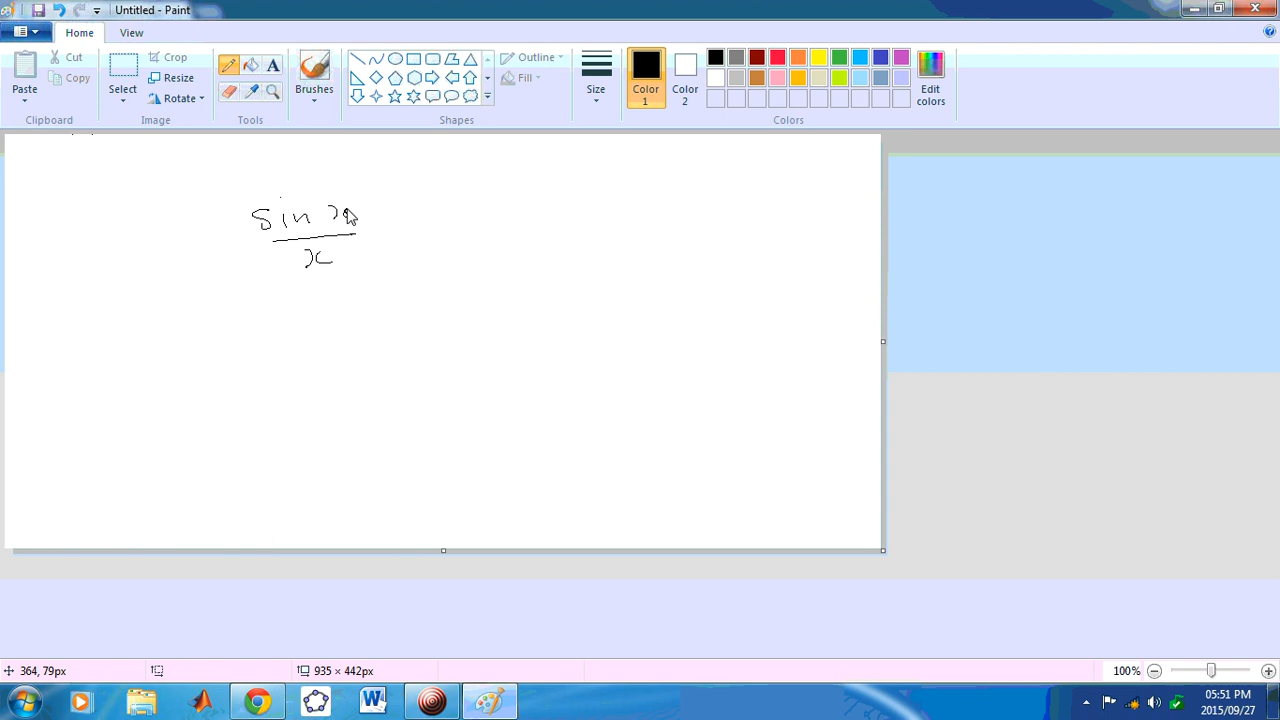 Untitled - Paint
Home View
Paste
Cut
Copy
Select
Crop
Resize
Rotate
Brushes
Outline
Fill
Size
Color 1
Color 2
Edit colors
Clipboard Image Tools Shapes Colors
sin x
x
364, 79px
935 × 442px
100%
05:51 PM
2015/09/27